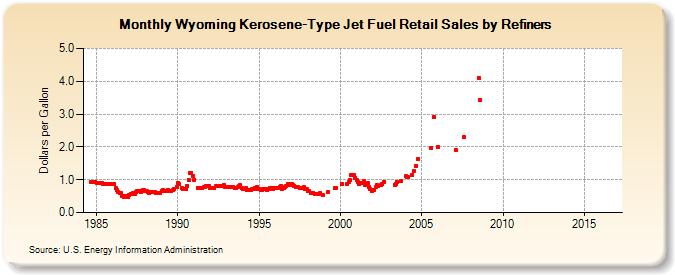 Monthly Wyoming Kerosene-Type Jet Fuel Retail Sales by Refiners
Dollars per Gallon
5.0
4.0
3.0
2.0
1.0
0.0
1985 1990 1995 2000 2005 2010 2015
Source: U.S. Energy Information Administration